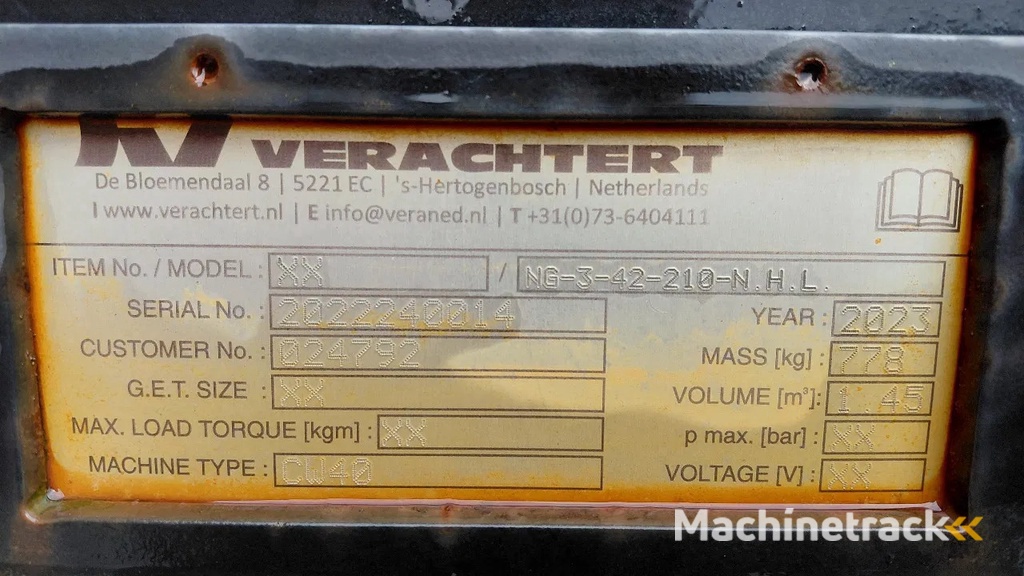 VERACHTERT
De Bloemendaal 8 | 5221 EC | 's-Hertogenbosch | Netherlands
I www.verachtert.nl | E info@veraned.nl | T +31(0)73-6404111
ITEM No. / MODEL : XX / NG-3-42-210-N.H.L.
SERIAL No. : 2022240014 YEAR : 2023
CUSTOMER No. : 024792 MASS [kg] : 778
G.E.T. SIZE : XX VOLUME [m³]: 1.45
MAX. LOAD TORQUE [kgm] : XX p max. [bar] : XX
MACHINE TYPE : CW40 VOLTAGE [V] : XX
Machinetrack